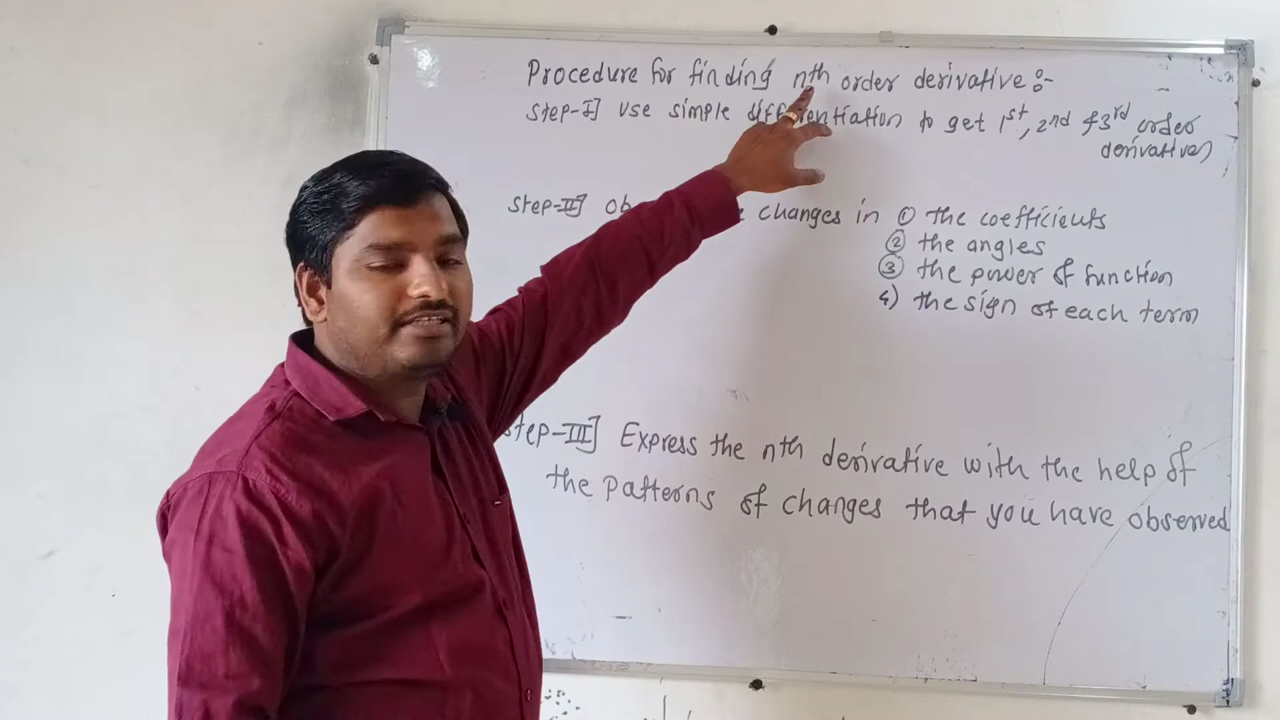 Procedure for finding nth order derivative :-
Step-I] Use simple differentiation to get 1st, 2nd & 3rd order
derivatives
Step-II] changes in ① the coefficients
② the angles
③ the power of function
4) the sign of each term
Step-III] Express the nth derivative with the help of
the patterns of changes that you have observed